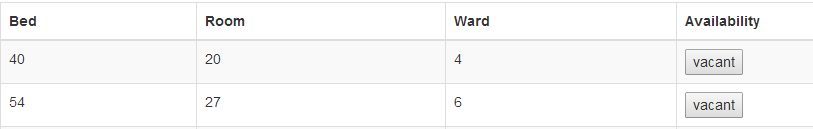 Bed Room Ward Availability
40 20 4 vacant
54 27 6 vacant